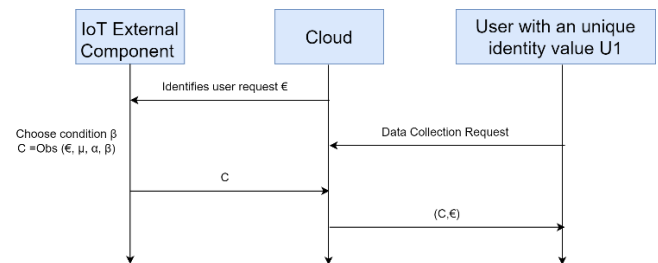 IoT External
Component
Cloud
User with an unique
identity value U1
Identifies user request €
Choose condition β
C =Obs (€, μ, α, β)
Data Collection Request
C
(C,€)